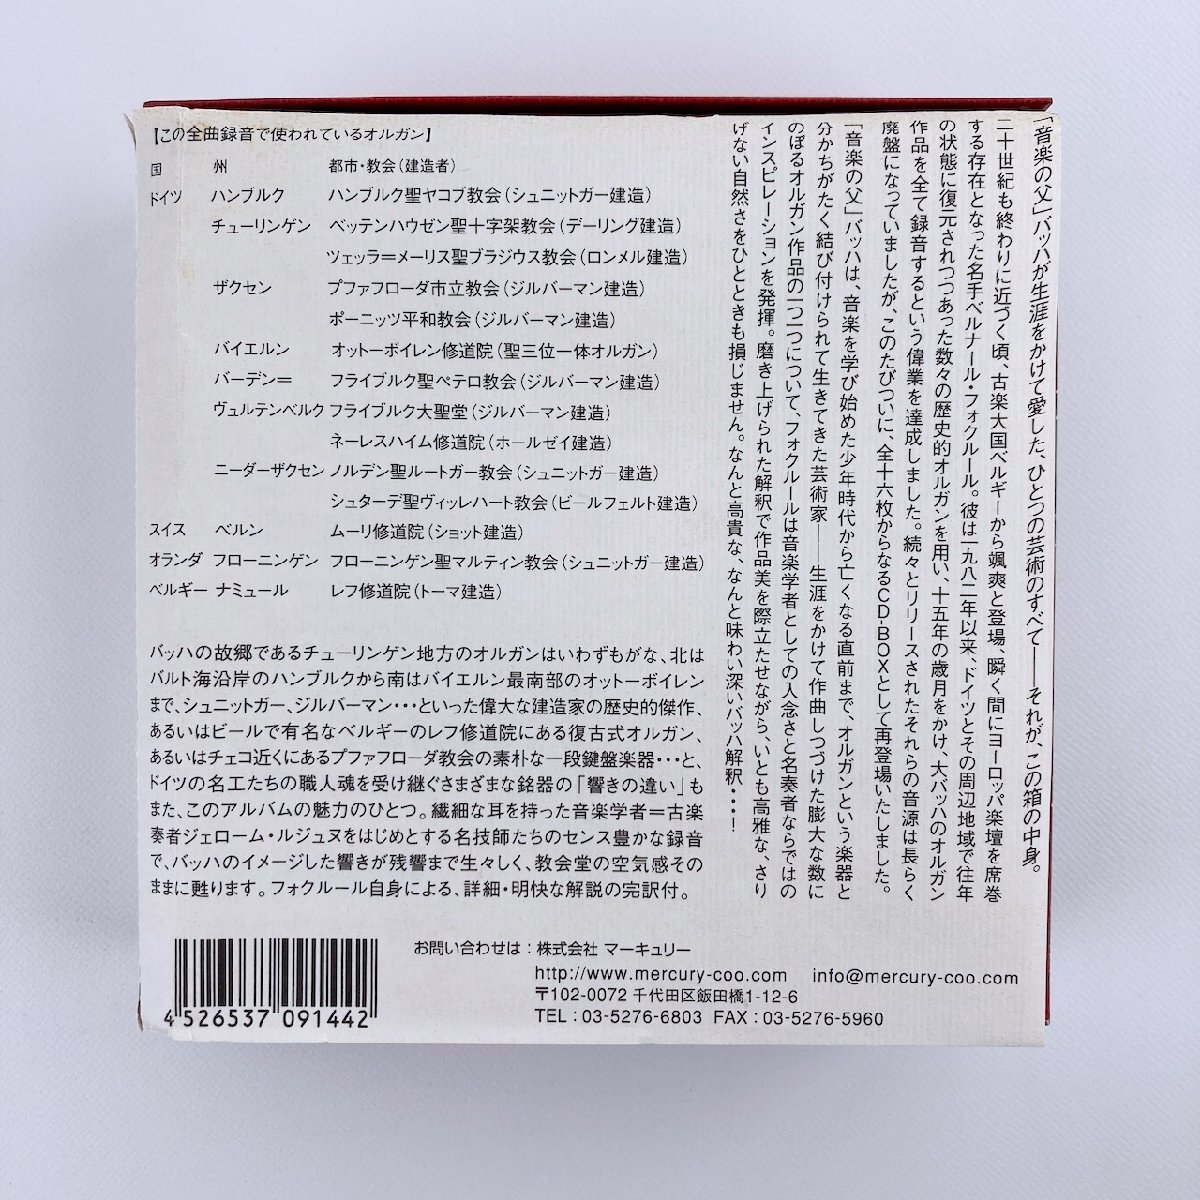 「音楽の父」バッハが生涯をかけて愛した、ひとつの芸術のすべて――それが、この箱の中身。
二十世紀も終わりに近づく頃、古楽大国ベルギーから颯爽と登場、瞬く間にヨーロッパ楽壇を席巻
する存在となった名手ベルナール・フォクルール。彼は一九八二年以来、ドイツとその周辺地域で往年
の状態に復元されつつあった数々の歴史的オルガンを用い、十五年の歳月をかけ、大バッハのオルガン
作品を全て録音するという偉業を達成しました。続々とリリースされたそれらの音源は長らく
廃盤になっていましたが、このたびついに、全十六枚からなるCD-BOXとして再登場いたしました。
「音楽の父」バッハは、音楽を学び始めた少年時代から亡くなる直前まで、オルガンという楽器と
分かちがたく結び付けられて生きてきた芸術家――生涯をかけて作曲しつづけた膨大な数に
のぼるオルガン作品の一つ一つについて、フォクルールは音楽学者としての入念さと名奏者ならではの
インスピレーションを発揮。磨き上げられた解釈で作品美を際立たせながら、いとも高雅な、さり
げない自然さをひとときも損じません。なんと高貴な、なんと味わい深いバッハ解釈・・・!
【この全曲録音で使われているオルガン】
国 州 都市・教会(建造者)
ドイツ ハンブルク ハンブルク聖ヤコブ教会(シュニットガー建造)
チューリンゲン ベッテンハウゼン聖十字架教会(デーリング建造)
ツェッラ=メーリス聖ブラジウス教会(ロンメル建造)
ザクセン プファフローダ市立教会(ジルバーマン建造)
ポーニッツ平和教会(ジルバーマン建造)
バイエルン オットーボイレン修道院(聖三位一体オルガン)
バーデン= フライブルク聖ペテロ教会(ジルバーマン建造)
ヴュルテンベルク フライブルク大聖堂(ジルバーマン建造)
ネーレスハイム修道院(ホールゼイ建造)
ニーダーザクセン ノルデン聖ルートガー教会(シュニットガー建造)
シュターデ聖ヴィッレハート教会(ビールフェルト建造)
スイス ベルン ムーリ修道院(ショット建造)
オランダ フローニンゲン フローニンゲン聖マルティン教会(シュニットガー建造)
ベルギー ナミュール レフ修道院(トーマ建造)
バッハの故郷であるチューリンゲン地方のオルガンはいわずもがな、北は
バルト海沿岸のハンブルクから南はバイエルン最南部のオットーボイレン
まで、シュニットガー、ジルバーマン・・・といった偉大な建造家の歴史的傑作、
あるいはビールで有名なベルギーのレフ修道院にある復古式オルガン、
あるいはチェコ近くにあるプファフローダ教会の素朴な一段鍵盤楽器・・・と、
ドイツの名工たちの職人魂を受け継ぐさまざまな銘器の「響きの違い」も
また、このアルバムの魅力のひとつ。繊細な耳を持った音楽学者=古楽
奏者ジェローム・ルジュヌをはじめとする名技師たちのセンス豊かな録音
で、バッハのイメージした響きが残響まで生々しく、教会堂の空気感その
ままに甦ります。フォクルール自身による、詳細・明快な解説の完訳付。
4 526537 091442
お問い合わせは:株式会社 マーキュリー
http://www.mercury-coo.com info@mercury-coo.com
〒102-0072 千代田区飯田橋1-12-6
TEL:03-5276-6803 FAX:03-5276-5960